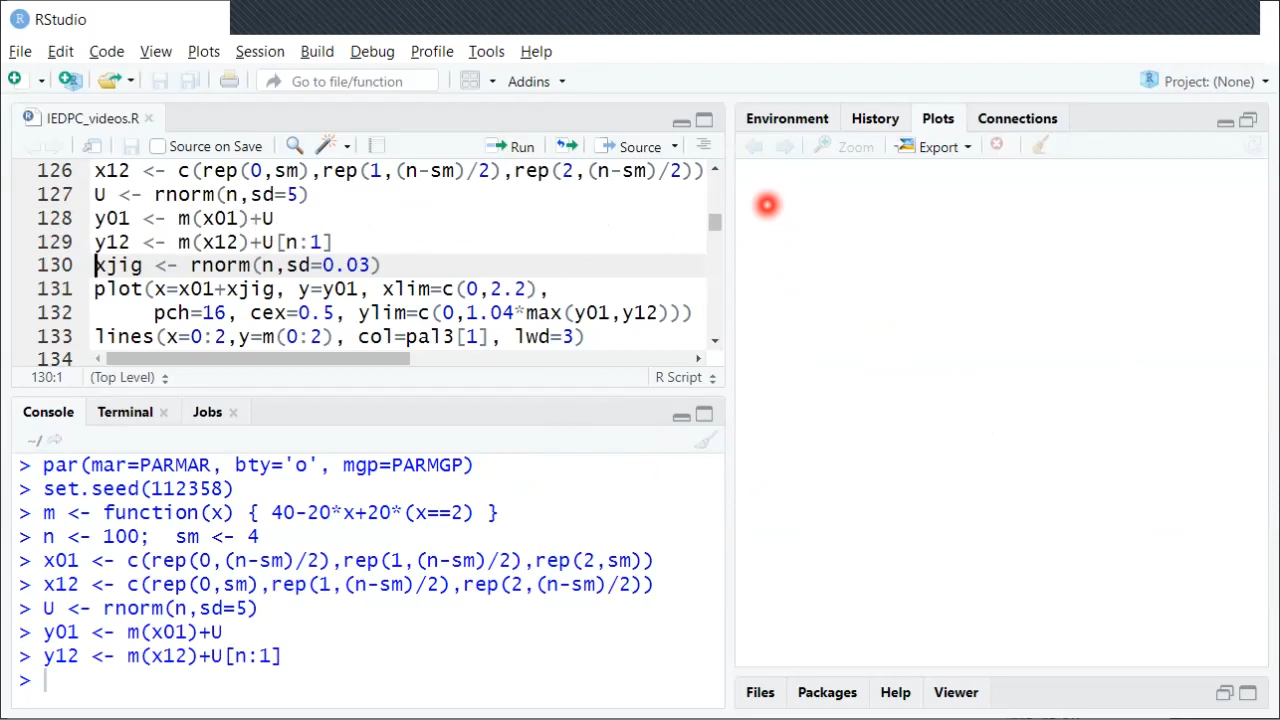 RStudio
File Edit Code View Plots Session Build Debug Profile Tools Help
Go to file/function Addins Project: (None)
IEDPC_videos.R
Source on Save Run Source
126 x12 <- c(rep(0,sm),rep(1,(n-sm)/2),rep(2,(n-sm)/2))
127 U <- rnorm(n,sd=5)
128 y01 <- m(x01)+U
129 y12 <- m(x12)+U[n:1]
130 xjig <- rnorm(n,sd=0.03)
131 plot(x=x01+xjig, y=y01, xlim=c(0,2.2),
132 pch=16, cex=0.5, ylim=c(0,1.04*max(y01,y12)))
133 lines(x=0:2,y=m(0:2), col=pal3[1], lwd=3)
134
130:1 (Top Level) R Script
Console Terminal Jobs
~/
> par(mar=PARMAR, bty='o', mgp=PARMGP)
> set.seed(112358)
> m <- function(x) { 40-20*x+20*(x==2) }
> n <- 100; sm <- 4
> x01 <- c(rep(0,(n-sm)/2),rep(1,(n-sm)/2),rep(2,sm))
> x12 <- c(rep(0,sm),rep(1,(n-sm)/2),rep(2,(n-sm)/2))
> U <- rnorm(n,sd=5)
> y01 <- m(x01)+U
> y12 <- m(x12)+U[n:1]
>
Environment History Plots Connections
Zoom Export
Files Packages Help Viewer